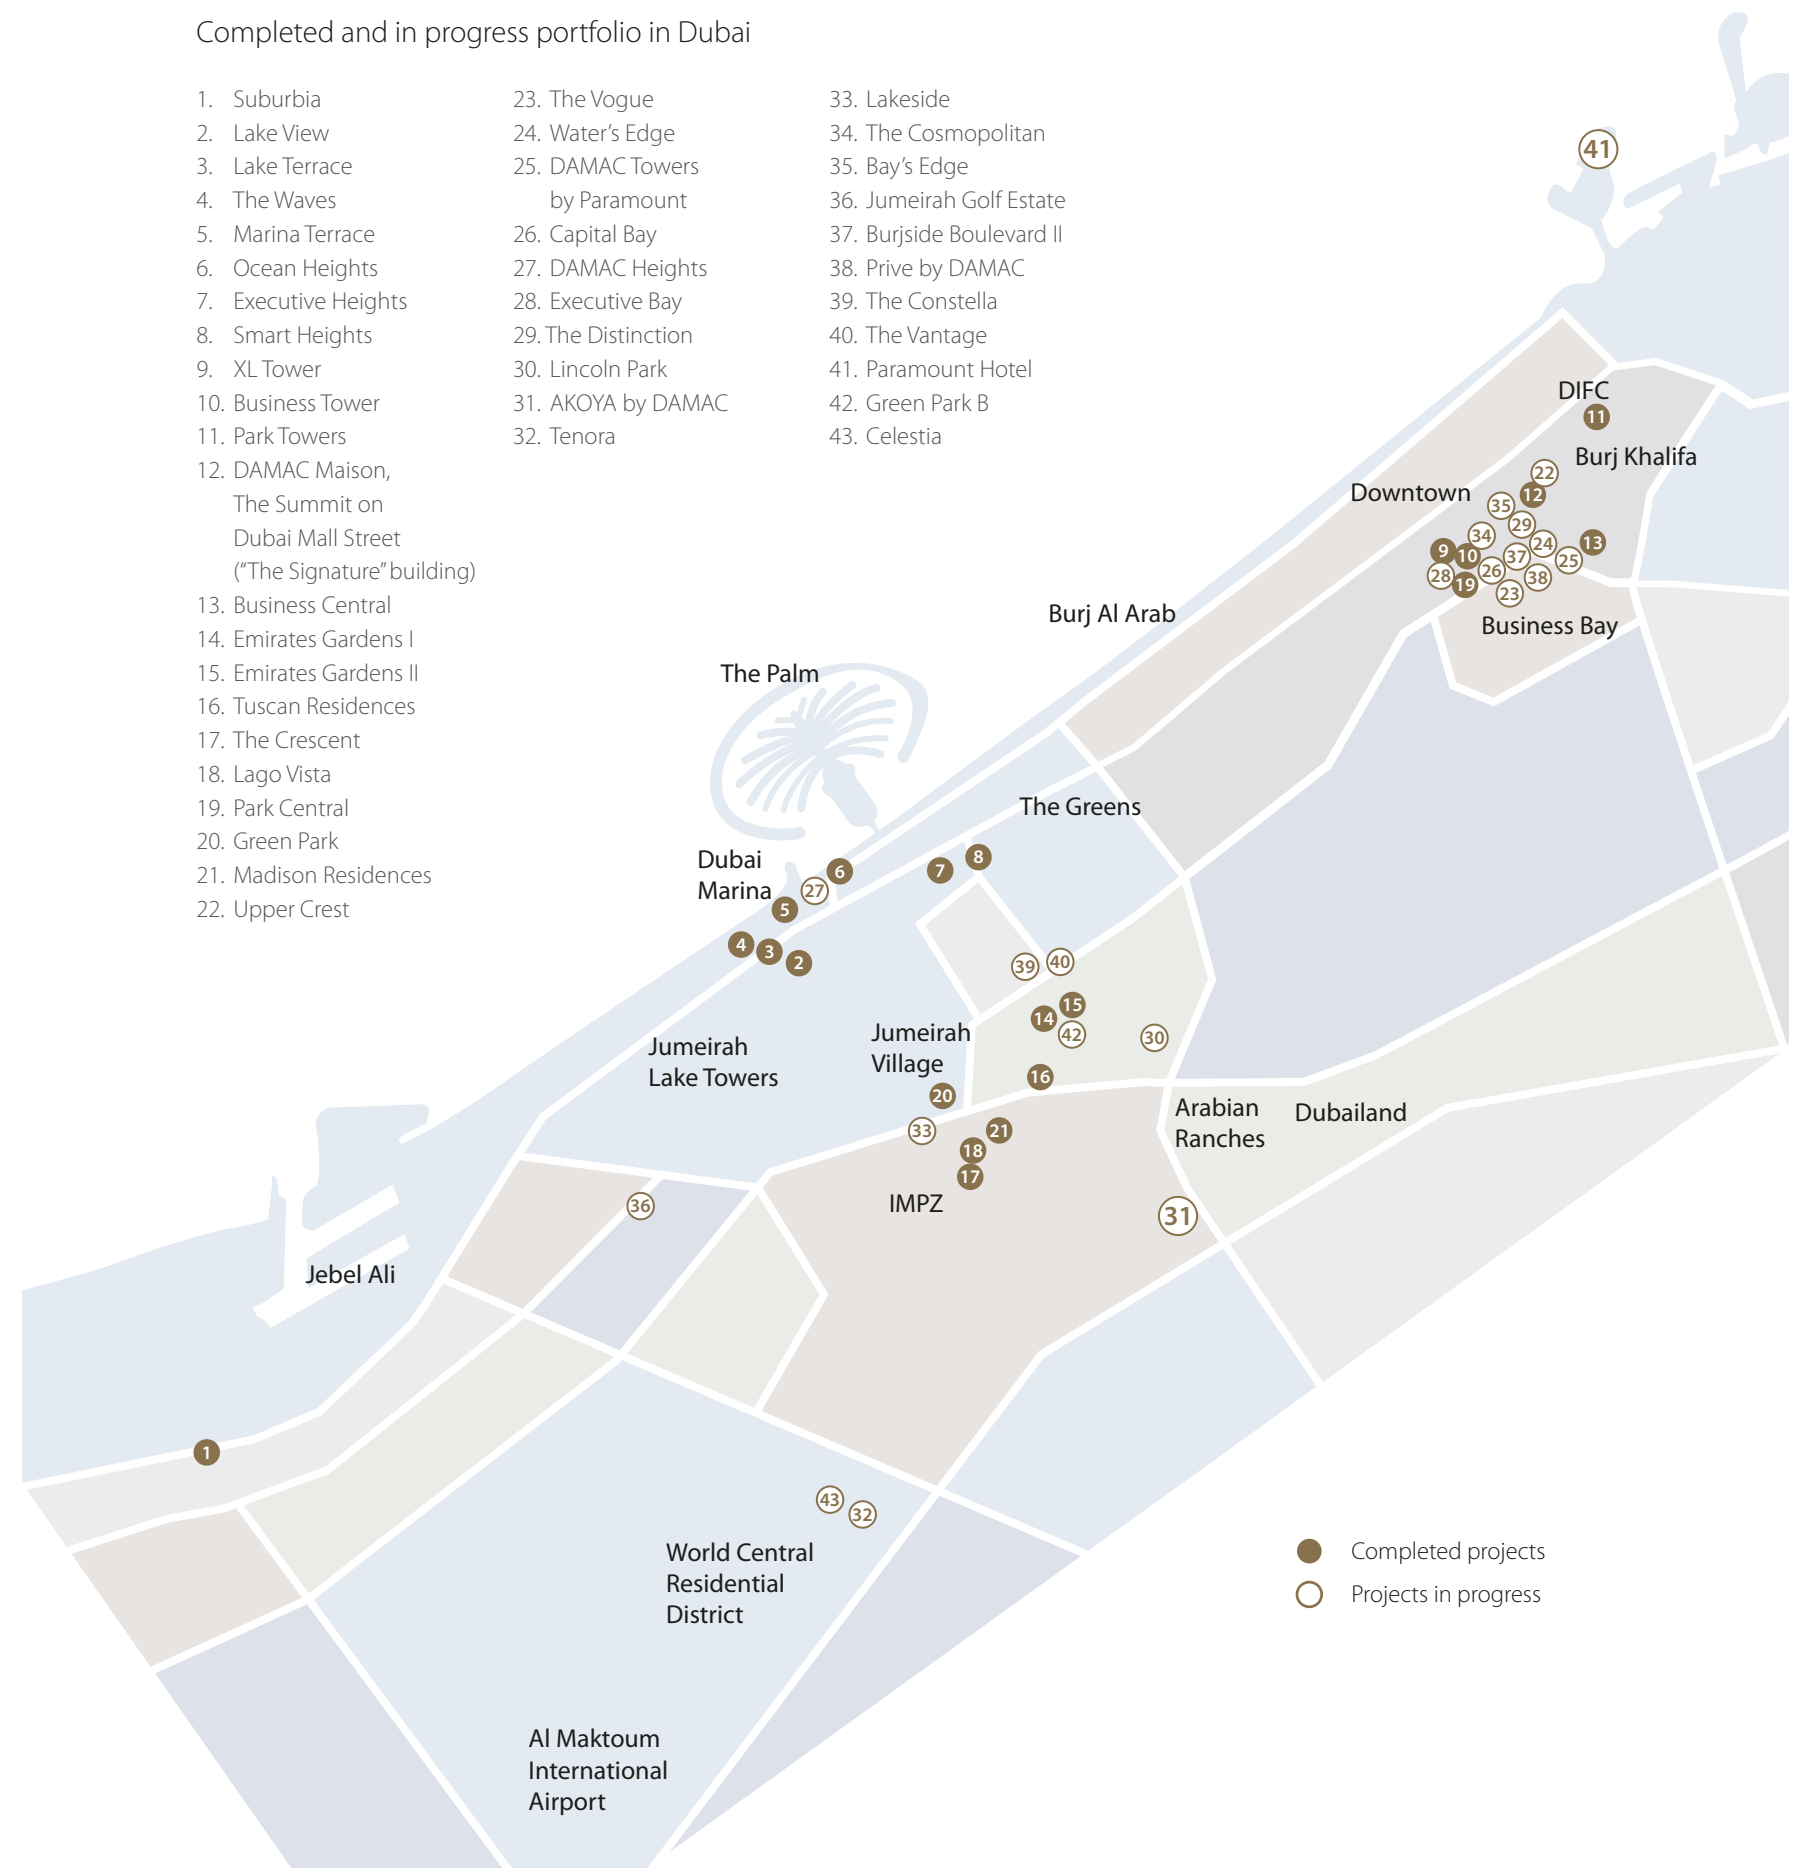 Completed and in progress portfolio in Dubai
1. Suburbia
2. Lake View
3. Lake Terrace
4. The Waves
5. Marina Terrace
6. Ocean Heights
7. Executive Heights
8. Smart Heights
9. XL Tower
10. Business Tower
11. Park Towers
12. DAMAC Maison,
The Summit on
Dubai Mall Street
(“The Signature” building)
13. Business Central
14. Emirates Gardens I
15. Emirates Gardens II
16. Tuscan Residences
17. The Crescent
18. Lago Vista
19. Park Central
20. Green Park
21. Madison Residences
22. Upper Crest
23. The Vogue
24. Water’s Edge
25. DAMAC Towers
by Paramount
26. Capital Bay
27. DAMAC Heights
28. Executive Bay
29. The Distinction
30. Lincoln Park
31. AKOYA by DAMAC
32. Tenora
33. Lakeside
34. The Cosmopolitan
35. Bay’s Edge
36. Jumeirah Golf Estate
37. Burjside Boulevard II
38. Prive by DAMAC
39. The Constella
40. The Vantage
41. Paramount Hotel
42. Green Park B
43. Celestia
41
DIFC
11
Burj Khalifa
22
Downtown
12
35
29
34
24
13
9
10
37
25
28
26
38
19
23
Business Bay
Burj Al Arab
The Palm
The Greens
Dubai
Marina
6
7
8
27
5
4
3
2
39
40
15
14
42
30
Jumeirah
Village
Jumeirah
Lake Towers
16
20
33
21
18
17
IMPZ
Arabian
Ranches
Dubailand
36
31
Jebel Ali
1
43
32
World Central
Residential
District
Completed projects
Projects in progress
Al Maktoum
International
Airport